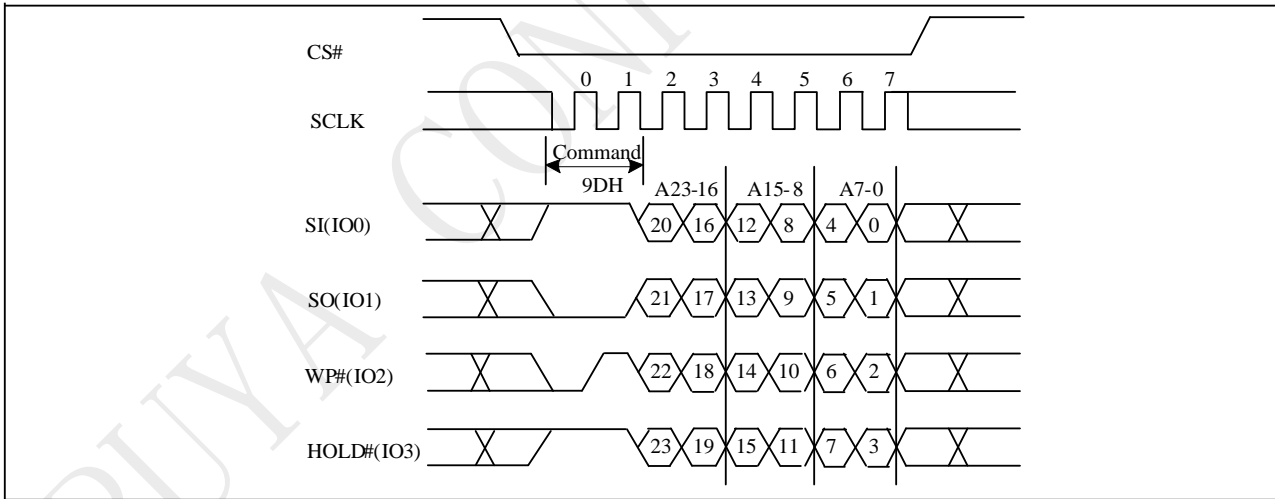 CS#
0 1 2 3 4 5 6 7
SCLK
Command
9DH A23-16 A15-8 A7-0
SI(IO0) 20 16 12 8 4 0
SO(IO1) 21 17 13 9 5 1
WP#(IO2) 22 18 14 10 6 2
HOLD#(IO3) 23 19 15 11 7 3
PUYA CONF